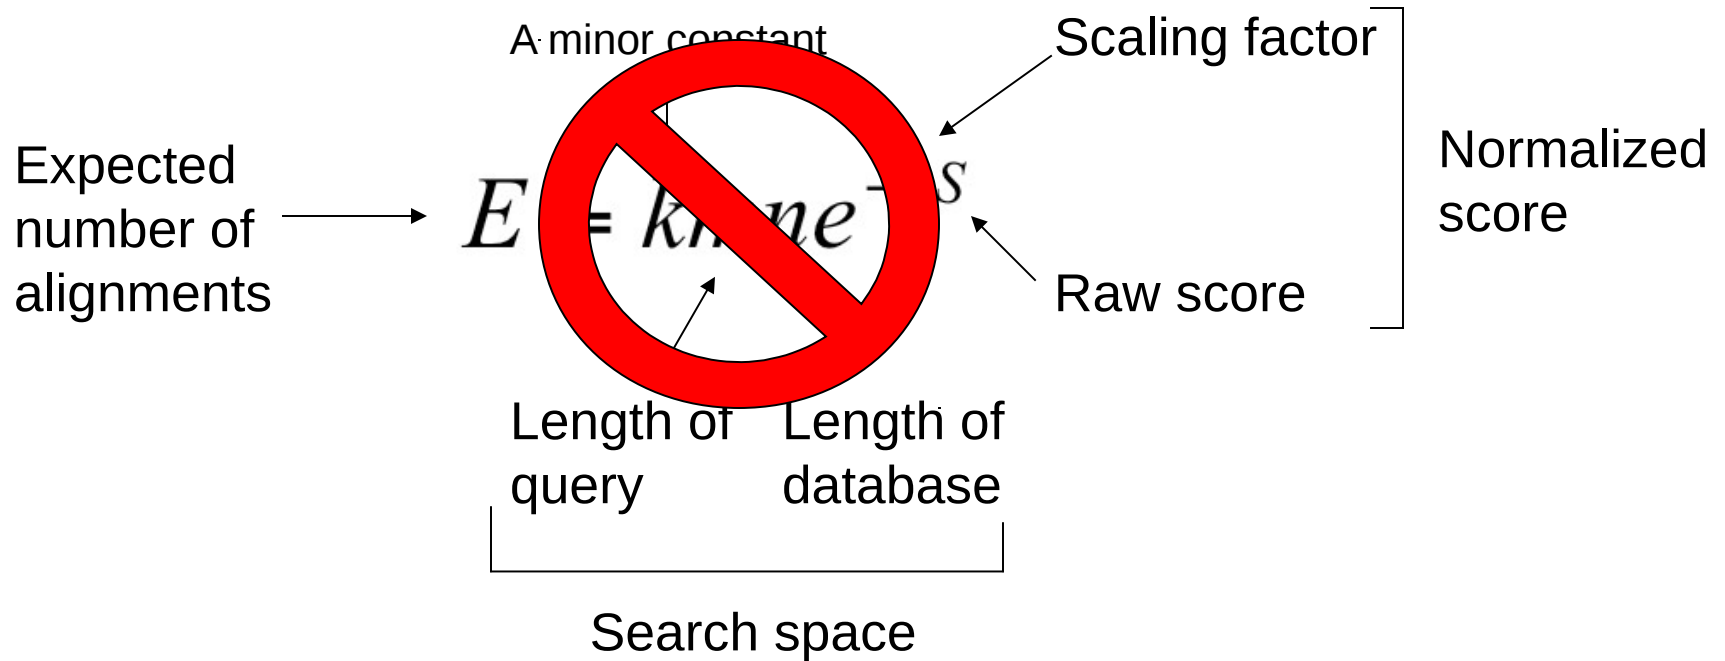 A minor constant
Scaling factor
Expected
number of
alignments
E = k ne S
Normalized
score
Raw score
Length of
query
Length of
database
Search space